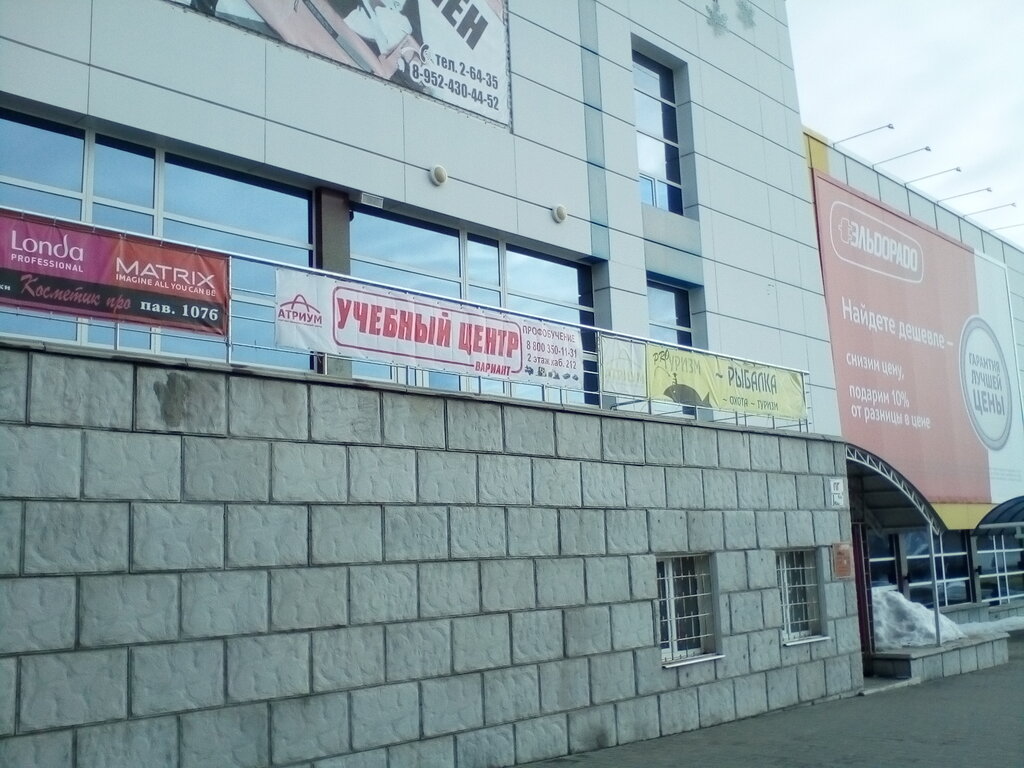 ЕН
тел. 2-64-35
8-952-430-44-52
Londa
PROFESSIONAL
MATRIX
IMAGINE ALL YOU CAN BE
Косметик про
пав. 1076
АТРИУМ
УЧЕБНЫЙ ЦЕНТР
ВАРИАНТ
ПРОФОБУЧЕНИЕ
8 800 350-11-31
2 этаж каб. 212
PROТУРИЗМ
~ РЫБАЛКА
~ ОХОТА ~ ТУРИЗМ
ЭЛЬДОРАДО
Найдете дешевле –
снизим цену,
подарим 10%
от разницы в цене
ГАРАНТИЯ
ЛУЧШЕЙ
ЦЕНЫ